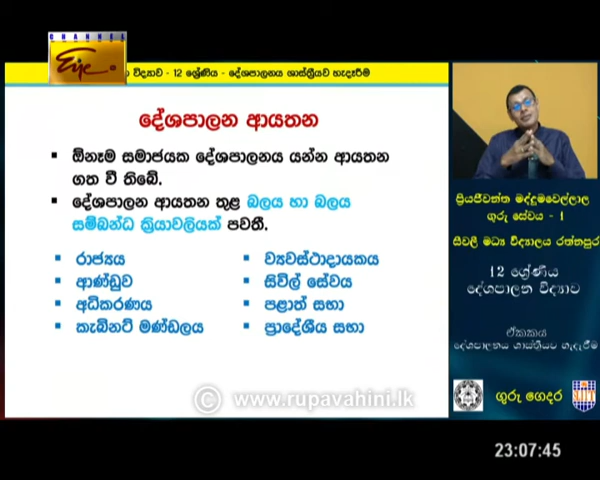 CHANNEL
Eye
විද්‍යාව - 12 ශ්‍රේණිය - දේශපාලනය ශාස්ත්‍රීයව හැදෑරීම
දේශපාලන ආයතන
ඕනෑම සමාජයක දේශපාලනය යන්න ආයතන
ගත වී තිබේ.
දේශපාලන ආයතන තුළ බලය හා බලය
සම්බන්ධ ක්‍රියාවලියක් පවතී.
රාජ්‍යය
ආණ්ඩුව
අධිකරණය
කැබිනට් මණ්ඩලය
ව්‍යවස්ථාදායකය
සිවිල් සේවය
පළාත් සභා
ප්‍රාදේශීය සභා
© www.rupavahini.lk
ප්‍රියජීවන්ත මද්දුමවෙල්ලාල
ගුරු සේවය - 1
සීවලී මධ්‍ය විද්‍යාලය රත්නපුර
12 ශ්‍රේණිය
දේශපාලන විද්‍යාව
ඒකකය
දේශපාලනය ශාස්ත්‍රීයව හැදෑරීම
ගුරු ගෙදර
23:07:45